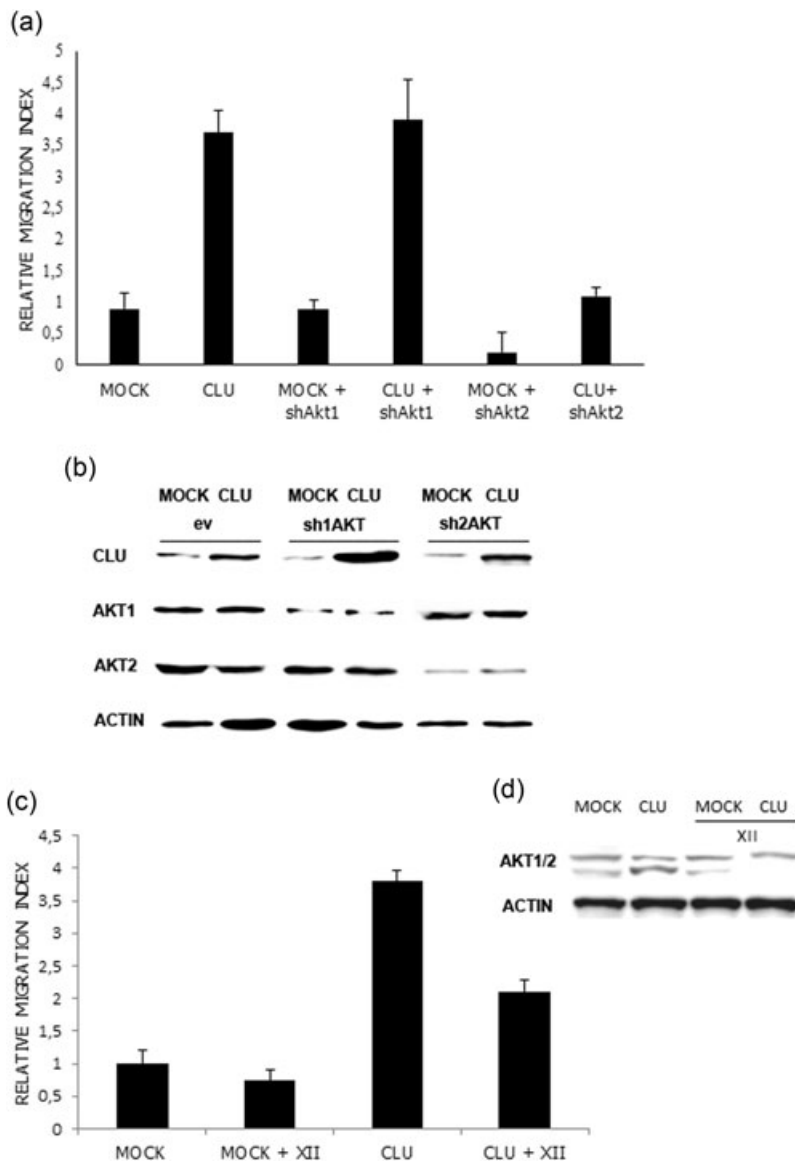 (a)
RELATIVE MIGRATION INDEX
5
4,5
4
3,5
3
2,5
2
1,5
1
0,5
0
MOCK CLU MOCK + CLU + MOCK + CLU+
shAkt1 shAkt1 shAkt2 shAkt2
(b)
MOCK CLU MOCK CLU MOCK CLU
ev sh1AKT sh2AKT
CLU
AKT1
AKT2
ACTIN
(c)
RELATIVE MIGRATION INDEX
4,5
4
3,5
3
2,5
2
1,5
1
0,5
0
MOCK MOCK + XII CLU CLU + XII
(d)
MOCK CLU MOCK CLU
XII
AKT1/2
ACTIN